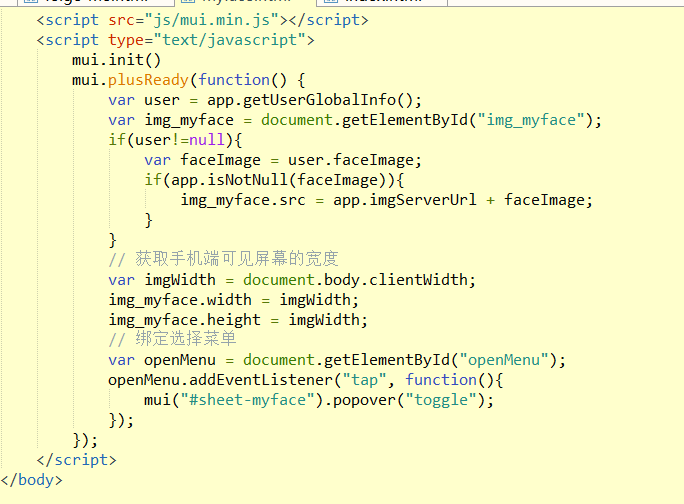 <script src="js/mui.min.js"></script>
<script type="text/javascript">
mui.init()
mui.plusReady(function() {
var user = app.getUserGlobalInfo();
var img_myface = document.getElementById("img_myface");
if(user!=null){
var faceImage = user.faceImage;
if(app.isNotNull(faceImage)){
img_myface.src = app.imgServerUrl + faceImage;
}
}
// 获取手机端可见屏幕的宽度
var imgWidth = document.body.clientWidth;
img_myface.width = imgWidth;
img_myface.height = imgWidth;
// 绑定选择菜单
var openMenu = document.getElementById("openMenu");
openMenu.addEventListener("tap", function(){
mui("#sheet-myface").popover("toggle");
});
});
</script>
</body>